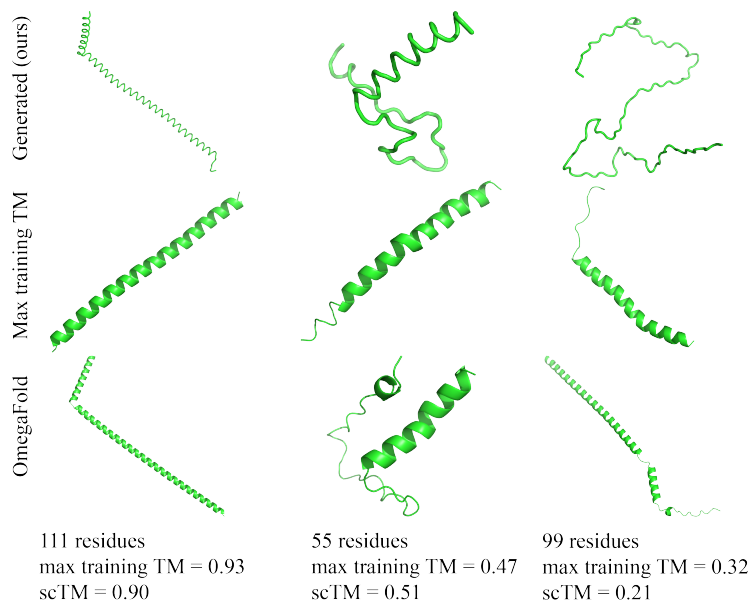 Generated (ours)
Max training TM
OmegaFold
111 residues
max training TM = 0.93
scTM = 0.90
55 residues
max training TM = 0.47
scTM = 0.51
99 residues
max training TM = 0.32
scTM = 0.21